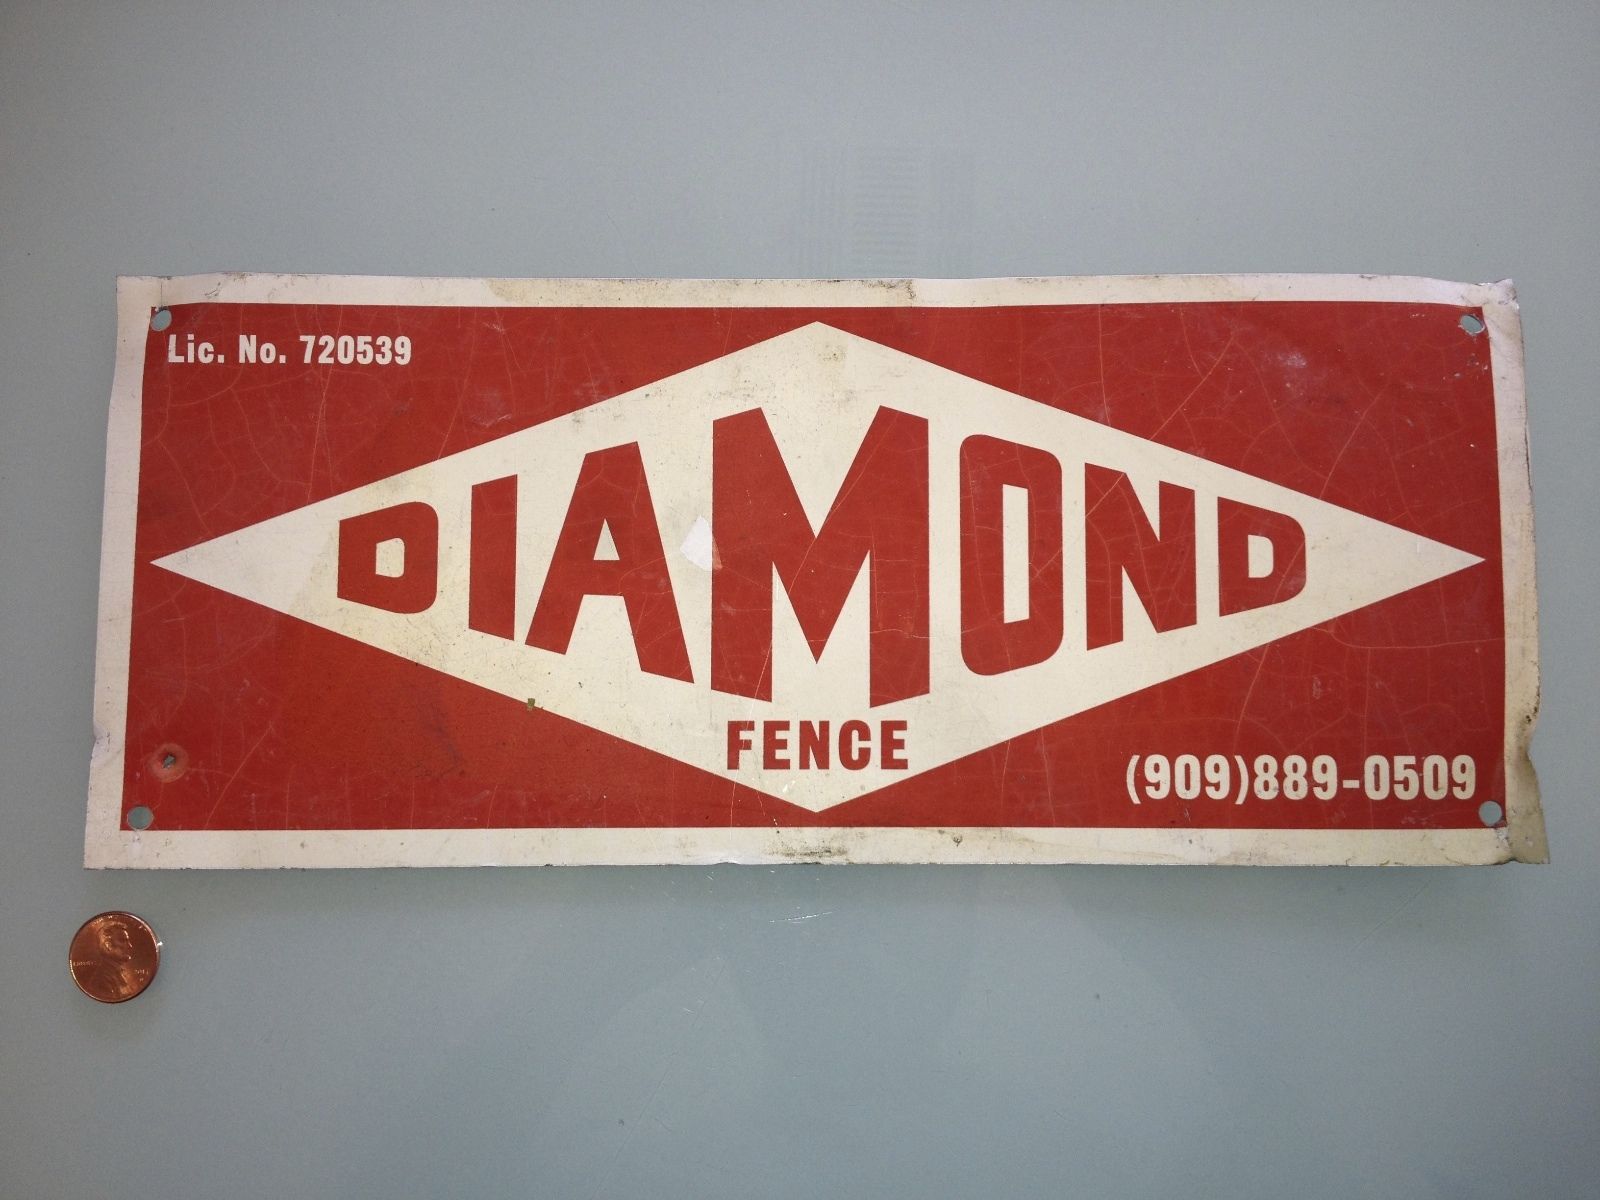 Lic. No. 720539
DIAMOND
FENCE
(909)889-0509